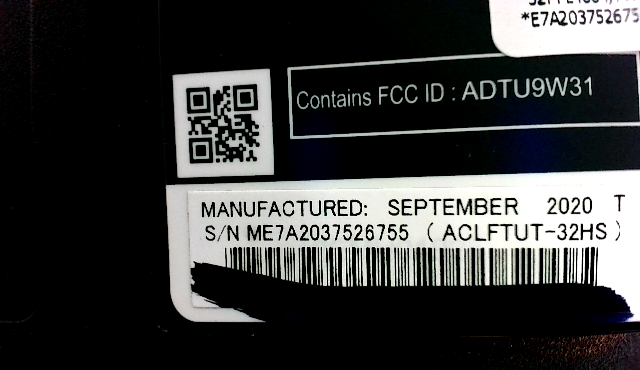 *E7A203752675
Contains FCC ID : ADTU9W31
MANUFACTURED: SEPTEMBER 2020 T
S/N ME7A2037526755 ( ACLFTUT-32HS )